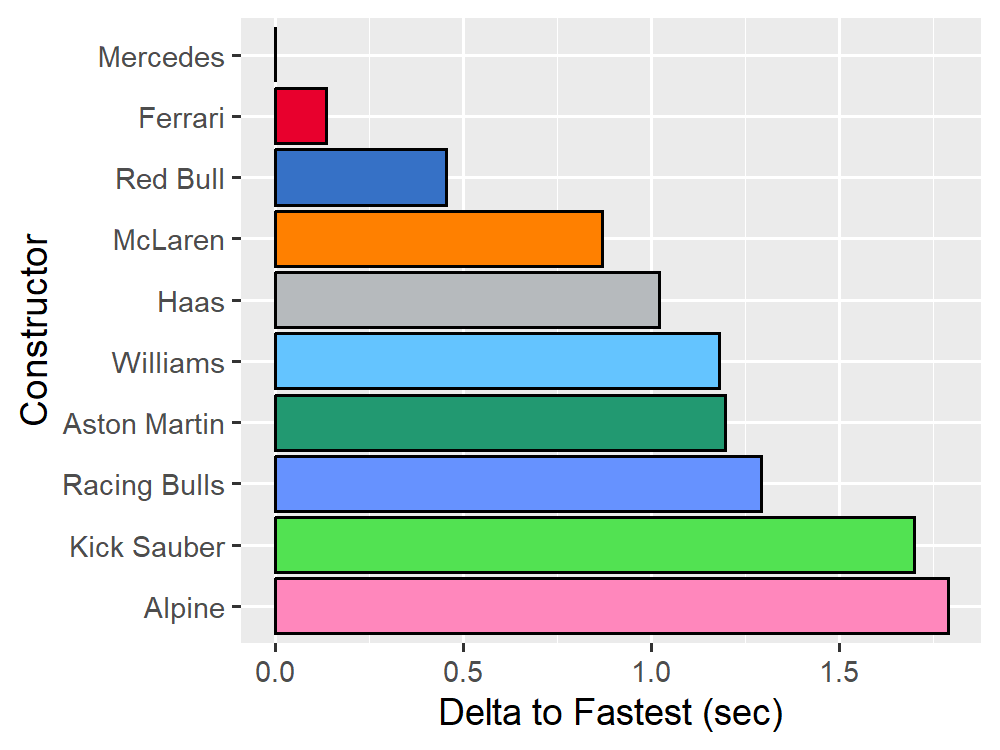 Mercedes
Ferrari
Red Bull
McLaren
Haas
Williams
Aston Martin
Racing Bulls
Kick Sauber
Alpine
Constructor
0.0 0.5 1.0 1.5
Delta to Fastest (sec)